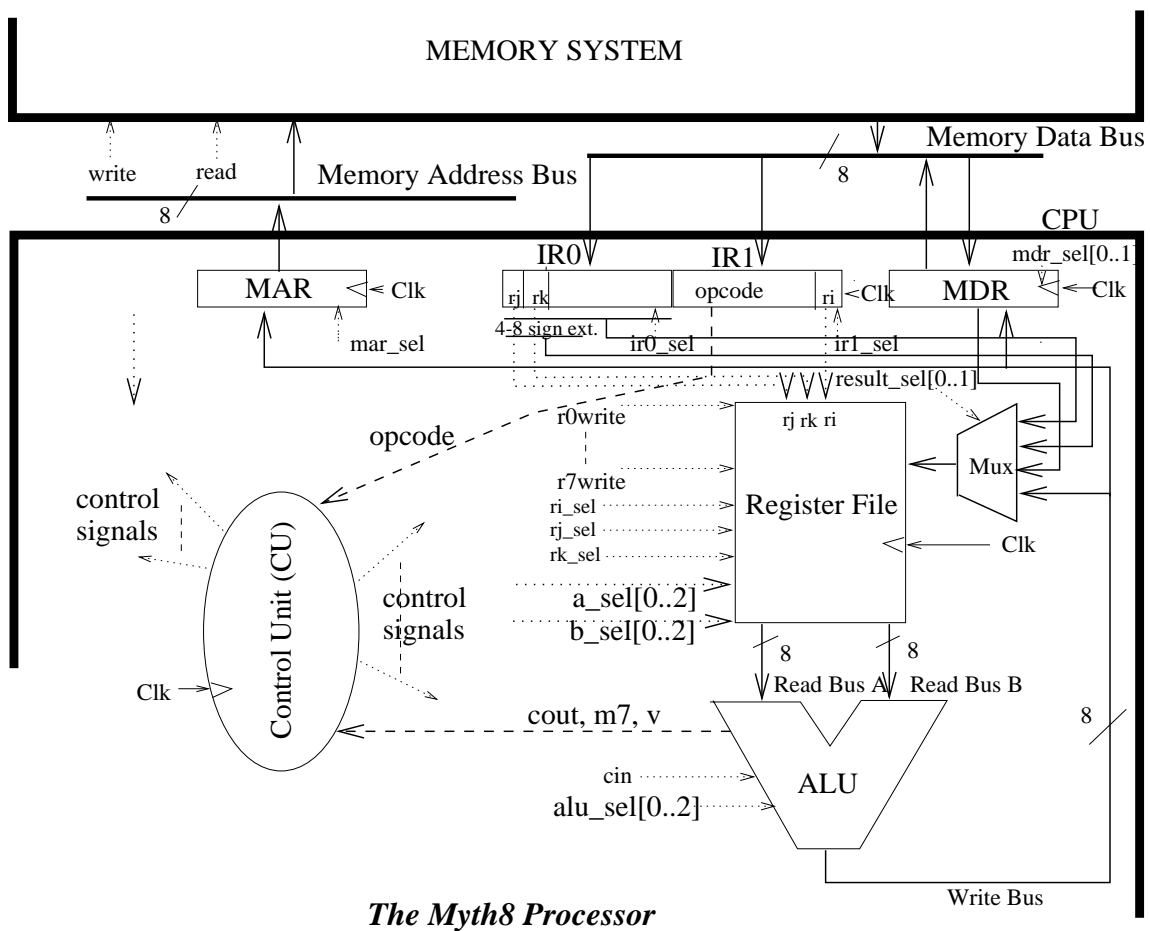 MEMORY SYSTEM
Memory Data Bus
write
read
Memory Address Bus
8
8
CPU
IR0
IR1
mdr_sel[0..1]
MAR
Clk
rj
rk
opcode
ri
Clk
MDR
Clk
4-8 sign ext.
mar_sel
ir0_sel
ir1_sel
result_sel[0..1]
r0write
rj rk ri
opcode
Mux
r7write
control
signals
ri_sel
Register File
rj_sel
rk_sel
Clk
Control Unit (CU)
control
signals
a_sel[0..2]
b_sel[0..2]
8
8
Clk
Read Bus A
Read Bus B
cout, m7, v
8
cin
ALU
alu_sel[0..2]
Write Bus
The Myth8 Processor